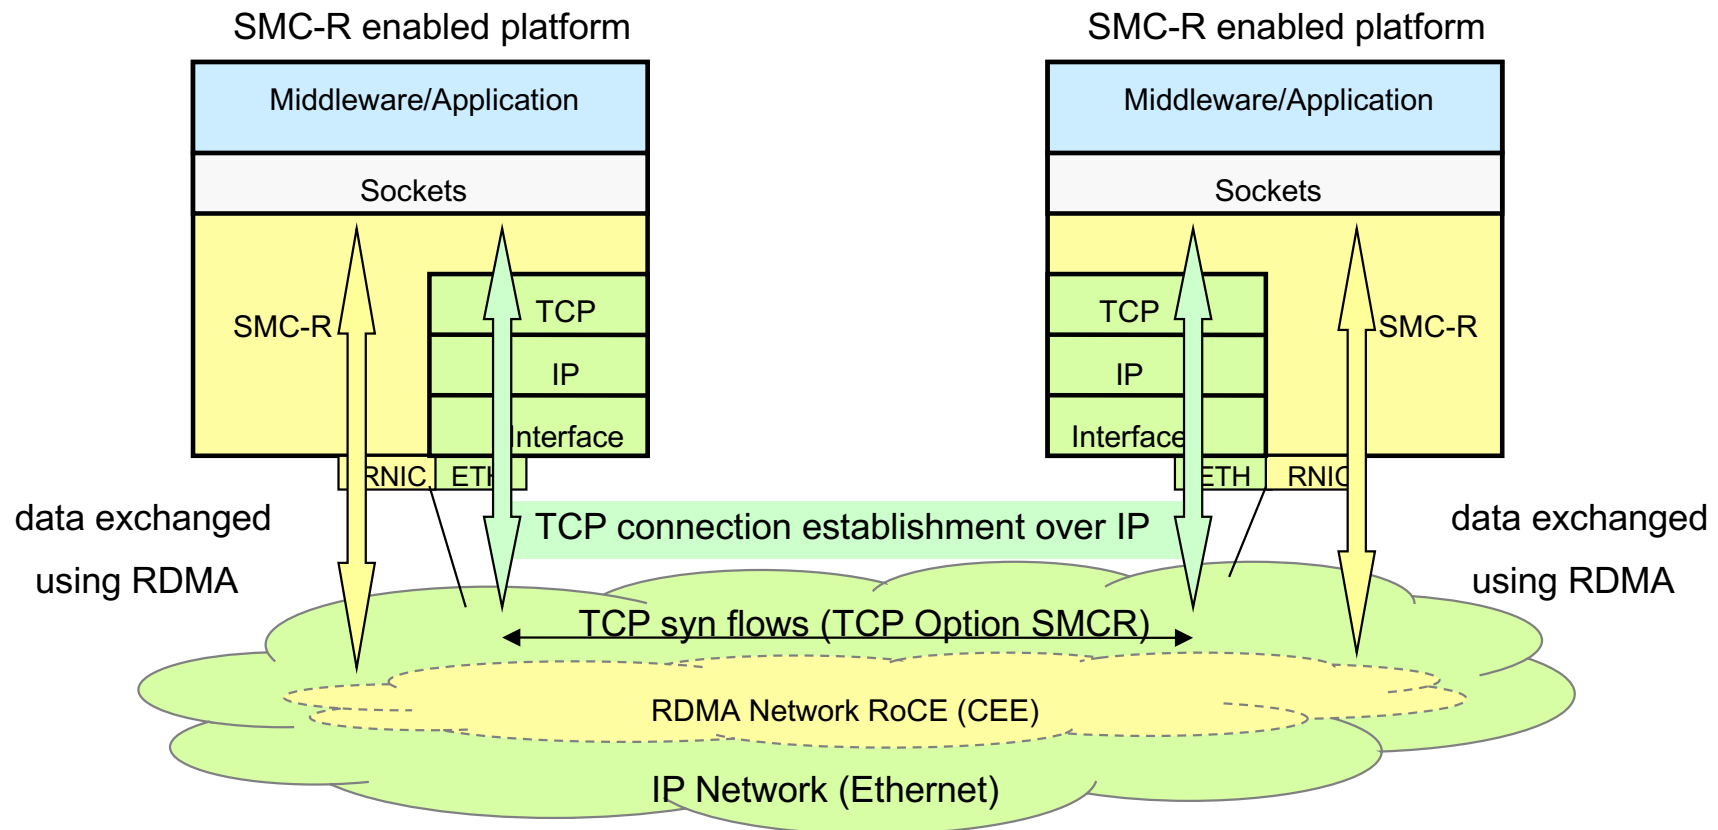 SMC-R enabled platform
SMC-R enabled platform
Middleware/Application
Middleware/Application
Sockets
Sockets
TCP
TCP
SMC-R
SMC-R
IP
IP
Interface
Interface
RNIC
ETH
ETH
RNIC
data exchanged
using RDMA
TCP connection establishment over IP
data exchanged
using RDMA
TCP syn flows (TCP Option SMCR)
RDMA Network RoCE (CEE)
IP Network (Ethernet)